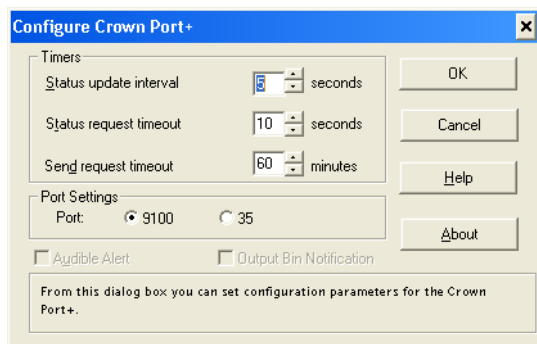 Configure Crown Port+
Timers
Status update interval 5 seconds
Status request timeout 10 seconds
Send request timeout 60 minutes
Port Settings
Port: 9100 35
Audible Alert Output Bin Notification
OK
Cancel
Help
About
From this dialog box you can set configuration parameters for the Crown
Port+.